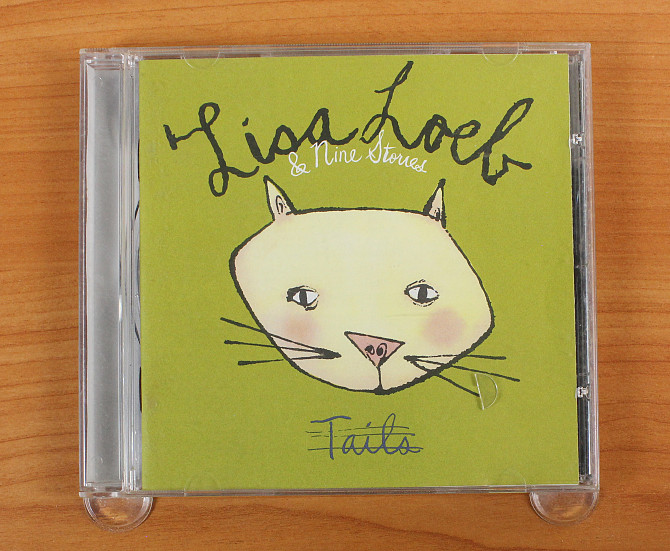 Lisa Loeb
& Nine Stories
Tails